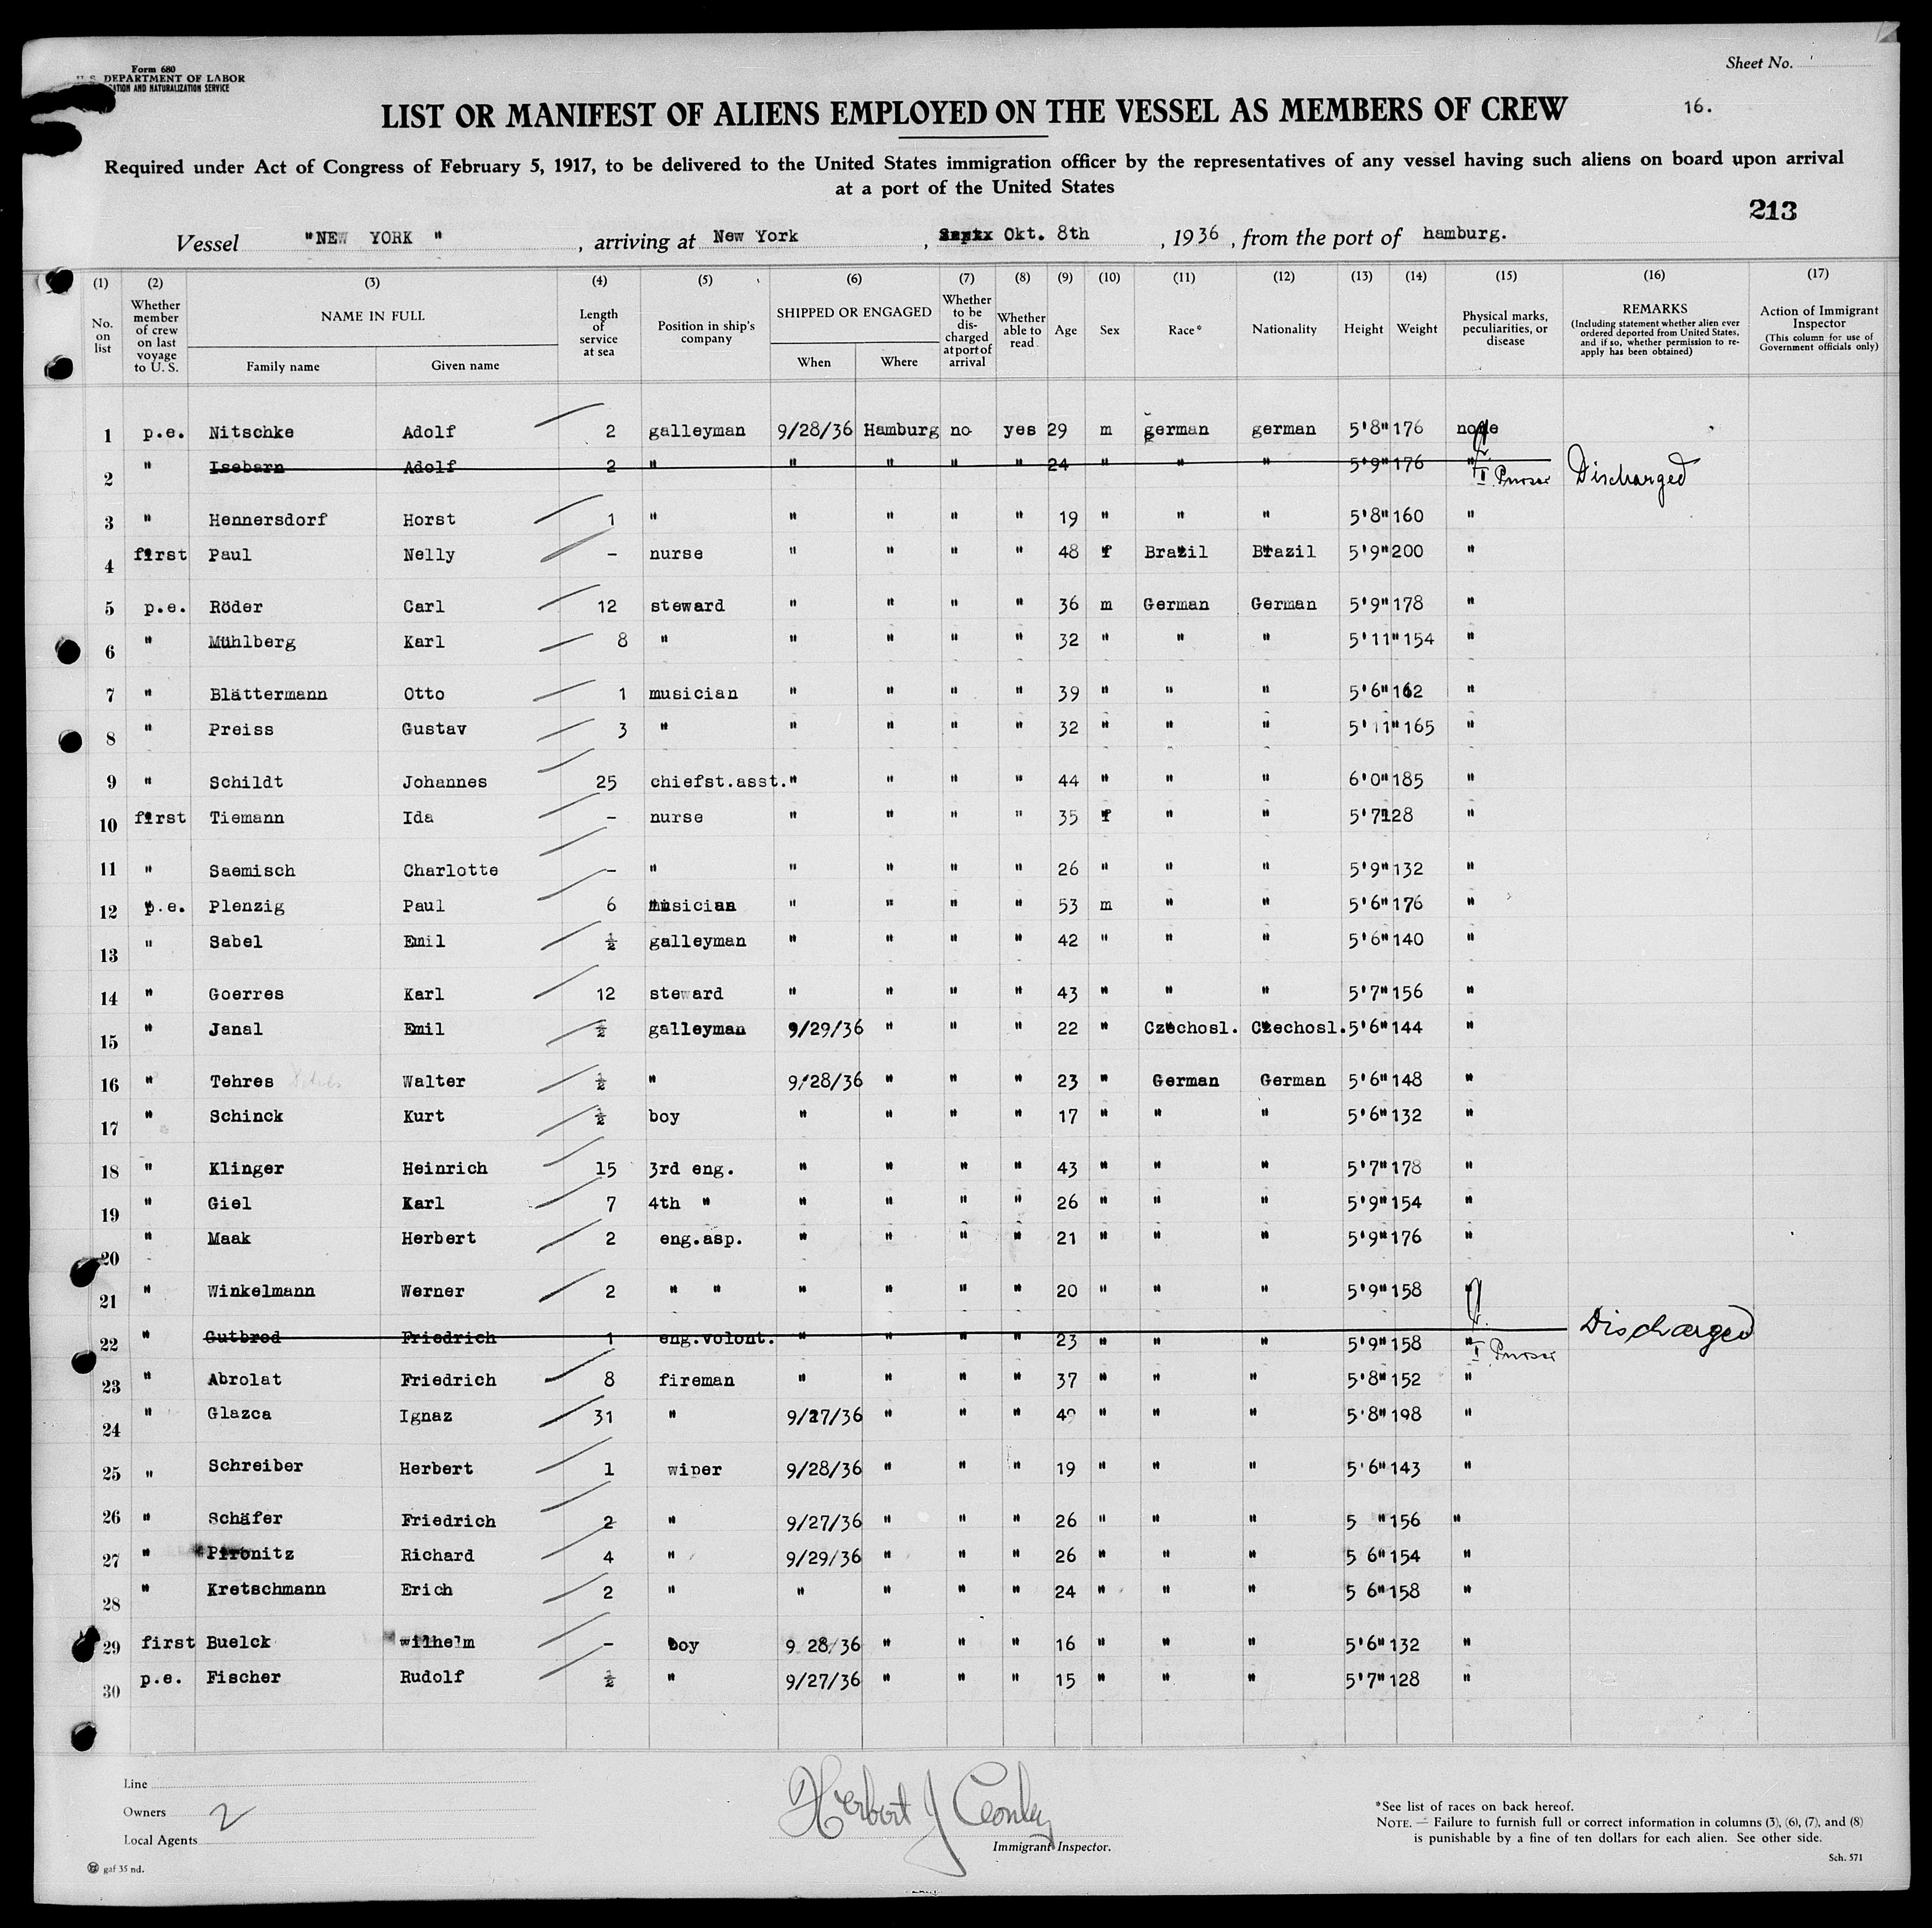 Form 680
U. S. DEPARTMENT OF LABOR
AND NATURALIZATION SERVICE
Sheet No.
LIST OR MANIFEST OF ALIENS EMPLOYED ON THE VESSEL AS MEMBERS OF CREW
16.
Required under Act of Congress of February 5, 1917, to be delivered to the United States immigration officer by the representatives of any vessel having such aliens on board upon arrival
at a port of the United States
213
Vessel "NEW YORK ", arriving at New York, Okt. 8th, 1936, from the port of hamburg.
(1) (2) (3) (4) (5) (6) (7) (8) (9) (10) (11) (12) (13) (14) (15) (16) (17)
No. on list
Whether member of crew on last voyage to U. S.
NAME IN FULL
Family name
Given name
Length of service at sea
Position in ship's company
SHIPPED OR ENGAGED
When
Where
Whether to be discharged at port of arrival
Whether able to read
Age
Sex
Race*
Nationality
Height
Weight
Physical marks, peculiarities, or disease
REMARKS
(Including statement whether alien ever ordered deported from United States, and if so, whether permission to reapply has been obtained)
Action of Immigrant Inspector
(This column for use of Government officials only)
1 p.e. Nitschke Adolf 2 galleyman 9/28/36 Hamburg no yes 29 m german german 5'8" 176 none
2 " Isebarn Adolf 2 " " " " " 24 " " " 5'9" 176 " Discharged
3 " Hennersdorf Horst 1 " " " " " 19 " " " 5'8" 160 "
4 first Paul Nelly - nurse " " " " 48 f Brazil Brazil 5'9" 200 "
5 p.e. Röder Carl 12 steward " " " " 36 m German German 5'9" 178 "
6 " Mühlberg Karl 8 " " " " " 32 " " " 5'11" 154 "
7 " Blättermann Otto 1 musician " " " " 39 " " " 5'6" 162 "
8 " Preiss Gustav 3 " " " " " 32 " " " 5'11" 165 "
9 " Schildt Johannes 25 chiefst.asst. " " " " 44 " " " 6'0" 185 "
10 first Tiemann Ida - nurse " " " " 35 f " " 5'7" 128 "
11 " Saemisch Charlotte - " " " " " 26 " " " 5'9" 132 "
12 p.e. Plenzig Paul 6 musician " " " " 53 m " " 5'6" 176 "
13 " Sabel Emil ½ galleyman " " " " 42 " " " 5'6" 140 "
14 " Goerres Karl 12 steward " " " " 43 " " " 5'7" 156 "
15 " Janal Emil ½ galleyman 9/29/36 " " " 22 " Czechosl. Czechosl. 5'6" 144 "
16 " Tehres Walter ½ " 9/28/36 " " " 23 " German German 5'6" 148 "
17 " Schinck Kurt ½ boy " " " " 17 " " " 5'6" 132 "
18 " Klinger Heinrich 15 3rd eng. " " " " 43 " " " 5'7" 178 "
19 " Giel Karl 7 4th " " " " " 26 " " " 5'9" 154 "
20 " Maak Herbert 2 eng.asp. " " " " 21 " " " 5'9" 176 "
21 " Winkelmann Werner 2 " " " " " " 20 " " " 5'9" 158 "
22 " Gutbrod Friedrich 1 eng.volont. " " " " 23 " " " 5'9" 158 " Discharged
23 " Abrolat Friedrich 8 fireman " " " " 37 " " " 5'8" 152 "
24 " Glazca Ignaz 31 " 9/27/36 " " " 49 " " " 5'8" 198 "
25 " Schreiber Herbert 1 wiper 9/28/36 " " " 19 " " " 5'6" 143 "
26 " Schäfer Friedrich 2 " 9/27/36 " " " 26 " " " 5 " 156 "
27 " Pironitz Richard 4 " 9/29/36 " " " 26 " " " 5 6" 154 "
28 " Kretschmann Erich 2 " " " " " 24 " " " 5 6" 158 "
29 first Buelck wilhelm - boy 9 28/36 " " " 16 " " " 5'6" 132 "
30 p.e. Fischer Rudolf ½ " 9/27/36 " " " 15 " " " 5'7" 128 "
Line
Owners 2
Local Agents
gaf 35 nd.
Herbert J
Immigrant Inspector.
*See list of races on back hereof.
NOTE. — Failure to furnish full or correct information in columns (3), (6), (7), and (8)
is punishable by a fine of ten dollars for each alien. See other side.
Sch. 571